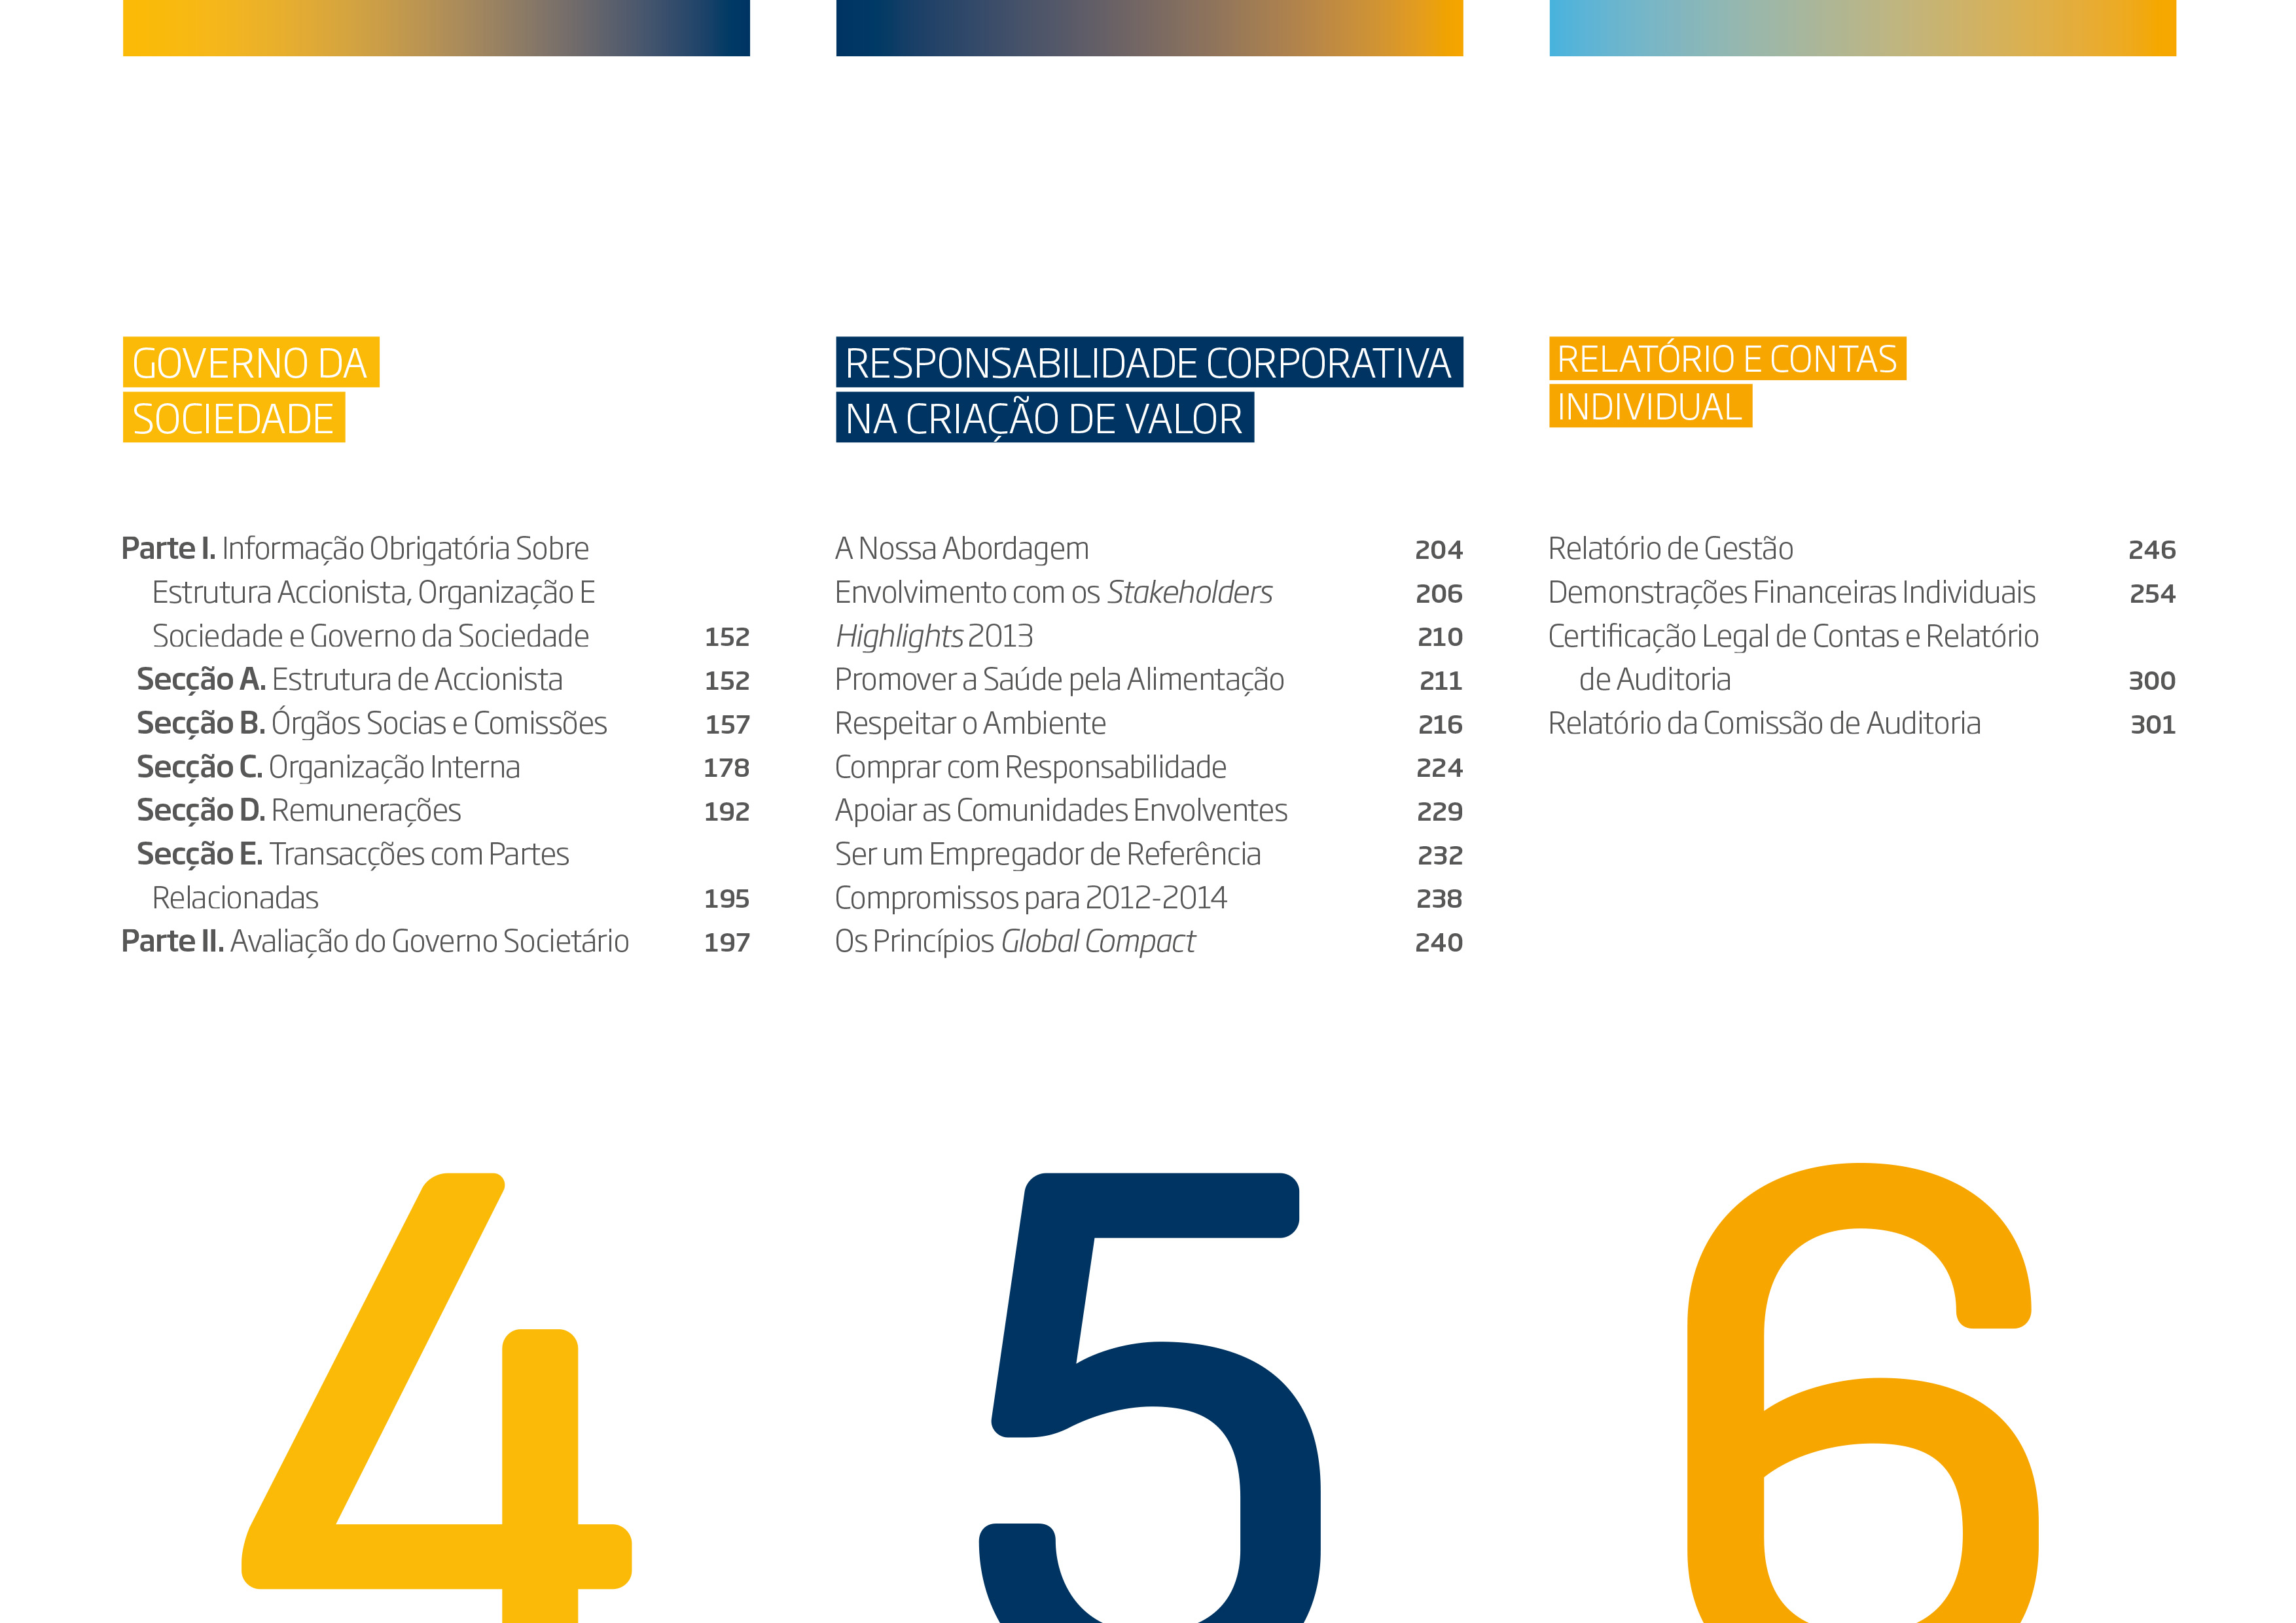 GOVERNO DA
SOCIEDADE
Parte I. Informação Obrigatória Sobre
Estrutura Accionista, Organização E
Sociedade e Governo da Sociedade 152
Secção A. Estrutura de Accionista 152
Secção B. Órgãos Socias e Comissões 157
Secção C. Organização Interna 178
Secção D. Remunerações 192
Secção E. Transacções com Partes
Relacionadas 195
Parte II. Avaliação do Governo Societário 197
4
RESPONSABILIDADE CORPORATIVA
NA CRIAÇÃO DE VALOR
A Nossa Abordagem 204
Envolvimento com os Stakeholders 206
Highlights 2013 210
Promover a Saúde pela Alimentação 211
Respeitar o Ambiente 216
Comprar com Responsabilidade 224
Apoiar as Comunidades Envolventes 229
Ser um Empregador de Referência 232
Compromissos para 2012-2014 238
Os Princípios Global Compact 240
5
RELATÓRIO E CONTAS
INDIVIDUAL
Relatório de Gestão 246
Demonstrações Financeiras Individuais 254
Certificação Legal de Contas e Relatório
de Auditoria 300
Relatório da Comissão de Auditoria 301
6